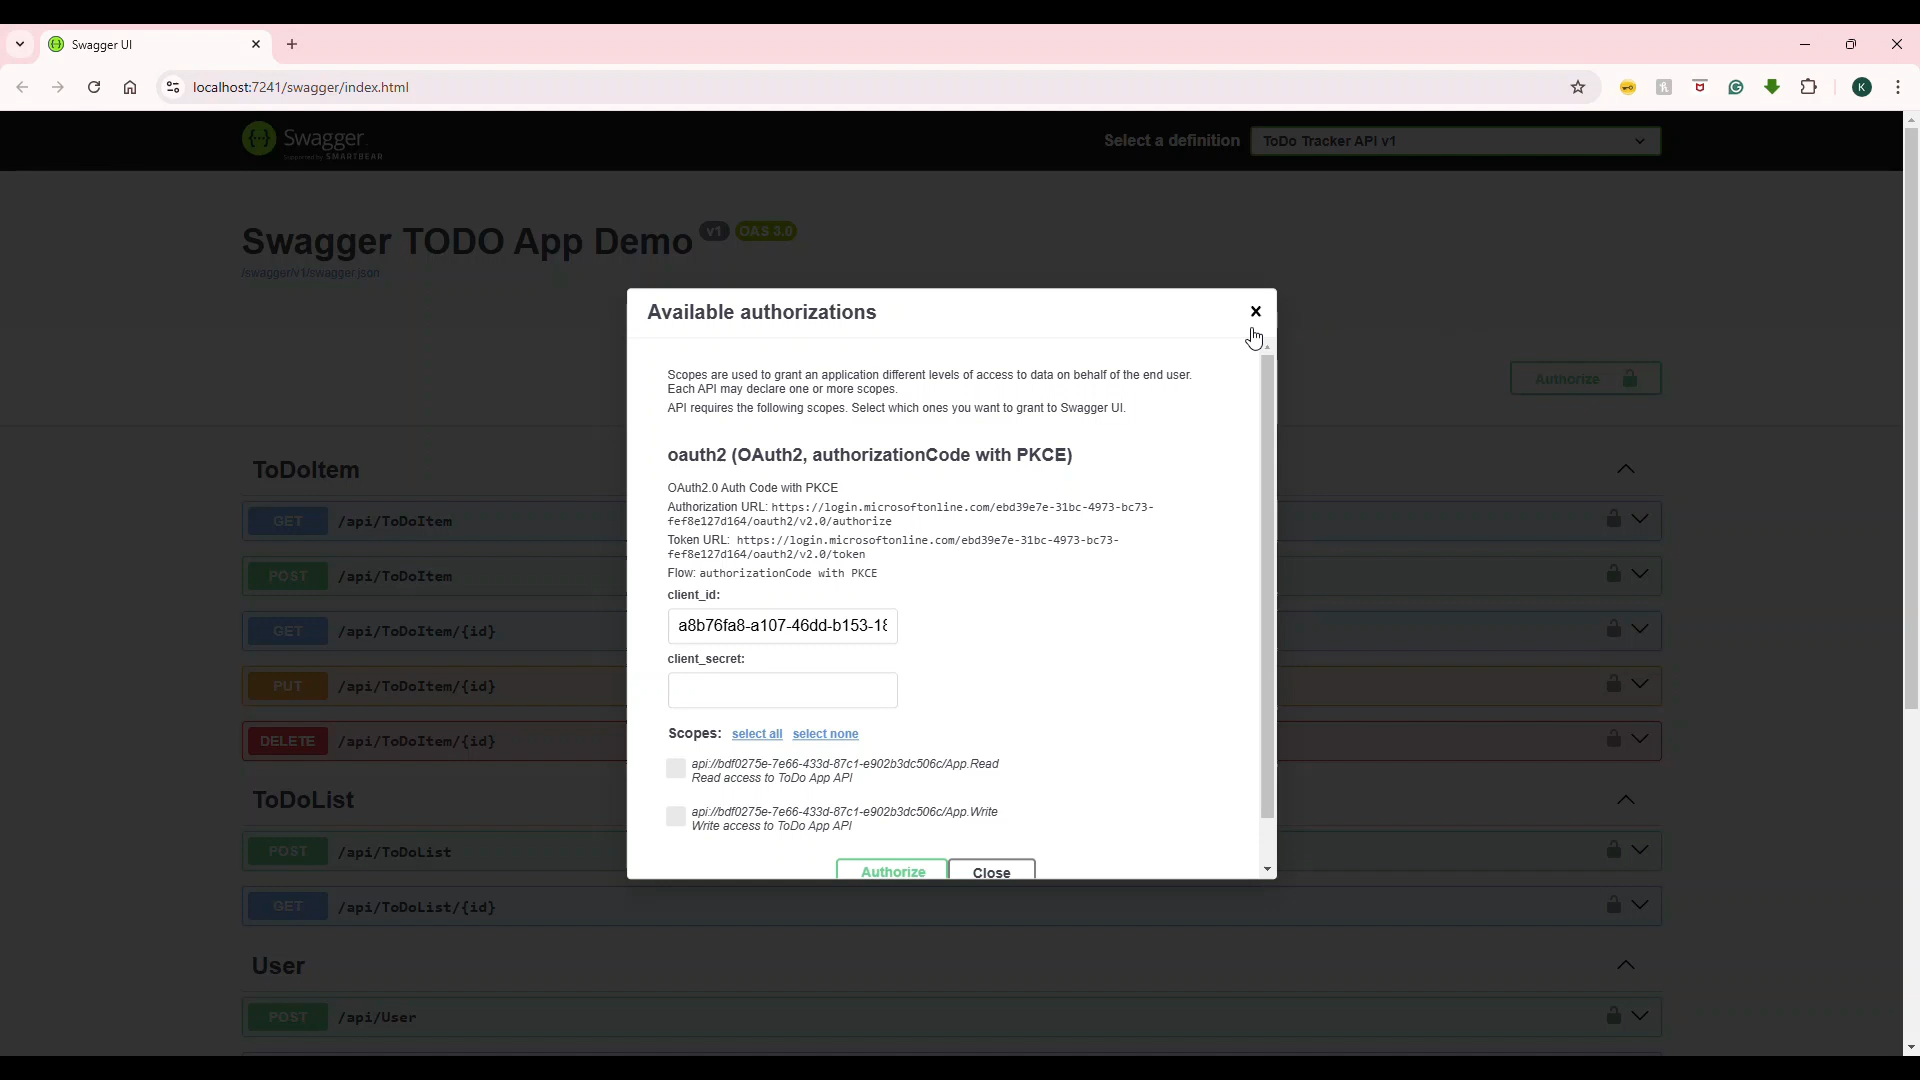 Swagger UI
localhost:7241/swagger/index.html
K
Swagger
Supported by SMARTBEAR
Select a definition
ToDo Tracker API v1
Swagger TODO App Demo v1 OAS 3.0
/swagger/v1/swagger.json
Available authorizations
Scopes are used to grant an application different levels of access to data on behalf of the end user.
Each API may declare one or more scopes.
API requires the following scopes. Select which ones you want to grant to Swagger UI.
Authorize
oauth2 (OAuth2, authorizationCode with PKCE)
OAuth2.0 Auth Code with PKCE
Authorization URL: https://login.microsoftonline.com/ebd39e7e-31bc-4973-bc73-
fef8e127d164/oauth2/v2.0/authorize
Token URL: https://login.microsoftonline.com/ebd39e7e-31bc-4973-bc73-
fef8e127d164/oauth2/v2.0/token
Flow: authorizationCode with PKCE
client_id:
a8b76fa8-a107-46dd-b153-18
client_secret:
Scopes: select all select none
api://bdf0275e-7e66-433d-87c1-e902b3dc506c/App.Read
Read access to ToDo App API
api://bdf0275e-7e66-433d-87c1-e902b3dc506c/App.Write
Write access to ToDo App API
Authorize
Close
ToDoItem
GET /api/ToDoItem
POST /api/ToDoItem
GET /api/ToDoItem/{id}
PUT /api/ToDoItem/{id}
DELETE /api/ToDoItem/{id}
ToDoList
POST /api/ToDoList
GET /api/ToDoList/{id}
User
POST /api/User